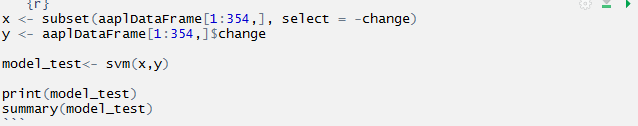 {r}
x <- subset(aaplDataFrame[1:354,], select = -change)
y <- aaplDataFrame[1:354,]$change
model_test<- svm(x,y)
print(model_test)
summary(model_test)
```